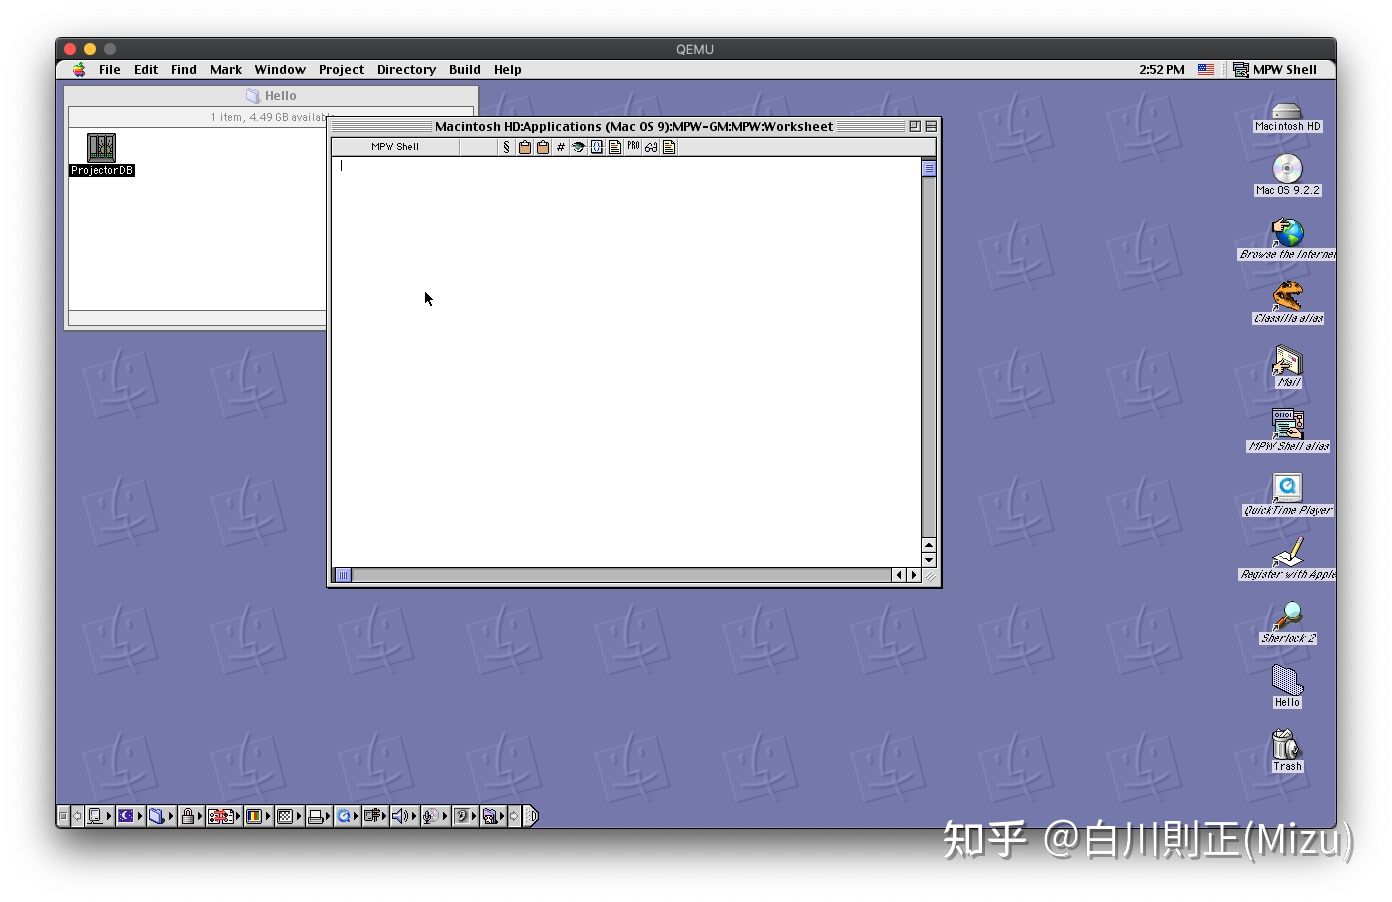 QEMU
File Edit Find Mark Window Project Directory Build Help 2:52 PM MPW Shell
Hello
1 item, 4.49 GB availabl
ProjectorDB
Macintosh HD:Applications (Mac OS 9):MPW-GM:MPW:Worksheet
MPW Shell § # PRO
Macintosh HD
Mac OS 9.2.2
Browse the Internet
Classilla alias
Mail
MPW Shell alias
QuickTime Player
Register with Apple
Sherlock 2
Hello
Trash
知乎 @白川則正(Mizu)